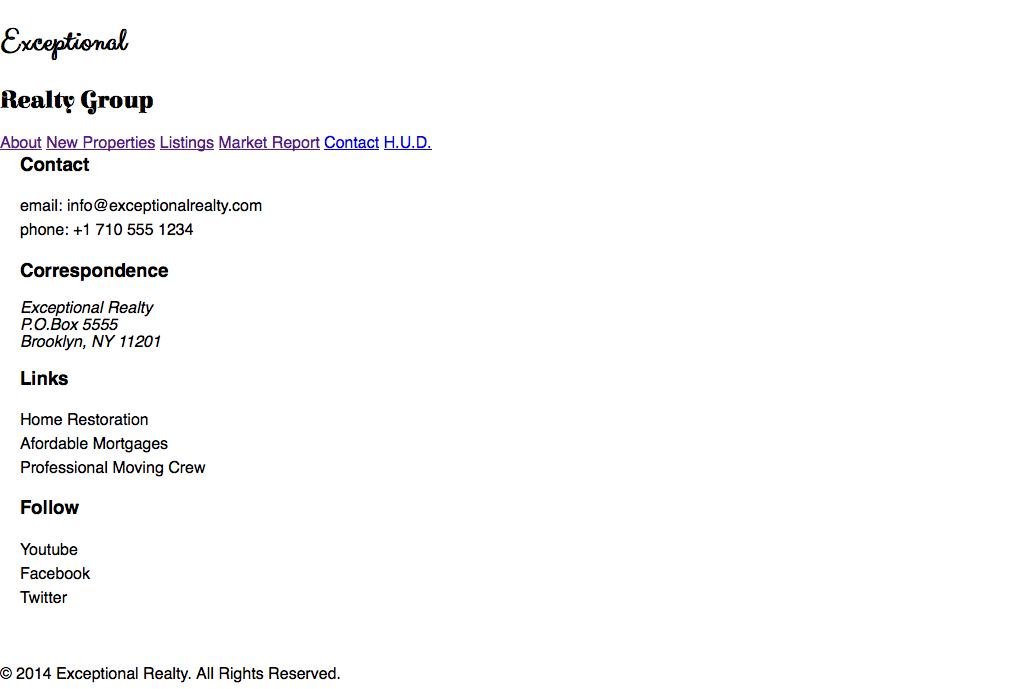 Exceptional
Realty Group
About New Properties Listings Market Report Contact H.U.D.
Contact
email: info@exceptionalrealty.com
phone: +1 710 555 1234
Correspondence
Exceptional Realty
P.O.Box 5555
Brooklyn, NY 11201
Links
Home Restoration
Afordable Mortgages
Professional Moving Crew
Follow
Youtube
Facebook
Twitter
© 2014 Exceptional Realty. All Rights Reserved.